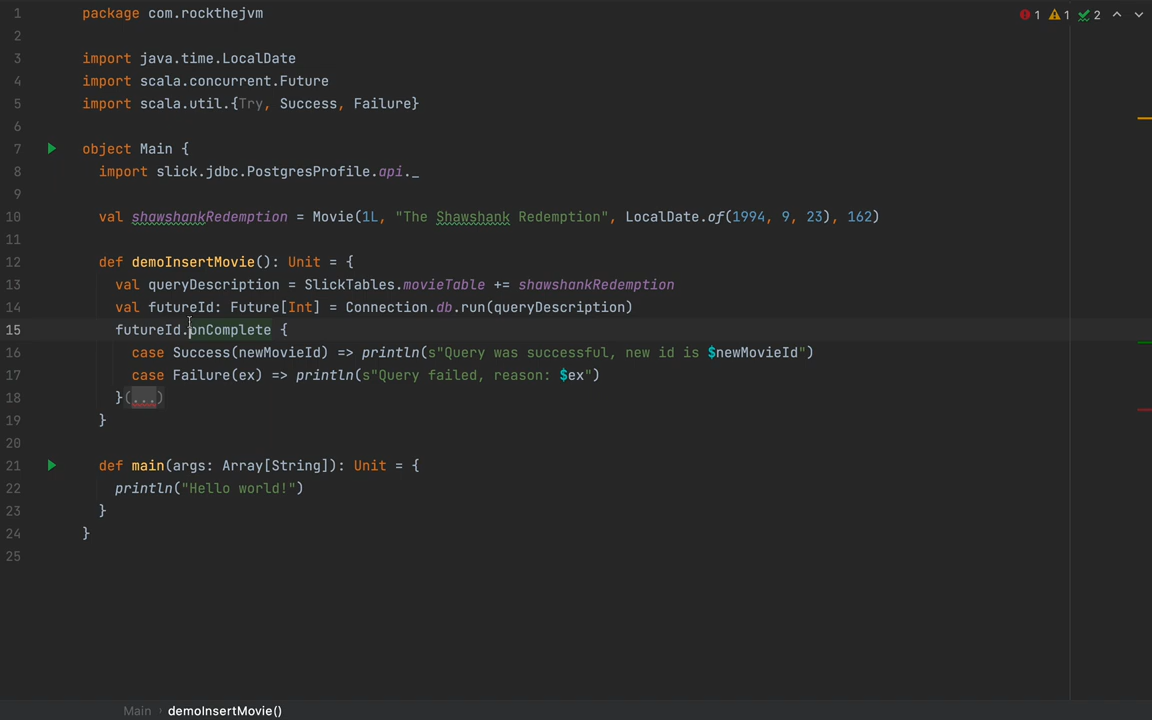 1 package com.rockthejvm
1 1 2
2
3 import java.time.LocalDate
4 import scala.concurrent.Future
5 import scala.util.{Try, Success, Failure}
6
7 object Main {
8 import slick.jdbc.PostgresProfile.api._
9
10 val shawshankRedemption = Movie(1L, "The Shawshank Redemption", LocalDate.of(1994, 9, 23), 162)
11
12 def demoInsertMovie(): Unit = {
13 val queryDescription = SlickTables.movieTable += shawshankRedemption
14 val futureId: Future[Int] = Connection.db.run(queryDescription)
15 futureId.onComplete {
16 case Success(newMovieId) => println(s"Query was successful, new id is $newMovieId")
17 case Failure(ex) => println(s"Query failed, reason: $ex")
18 }(...)
19 }
20
21 def main(args: Array[String]): Unit = {
22 println("Hello world!")
23 }
24 }
25
Main › demoInsertMovie()